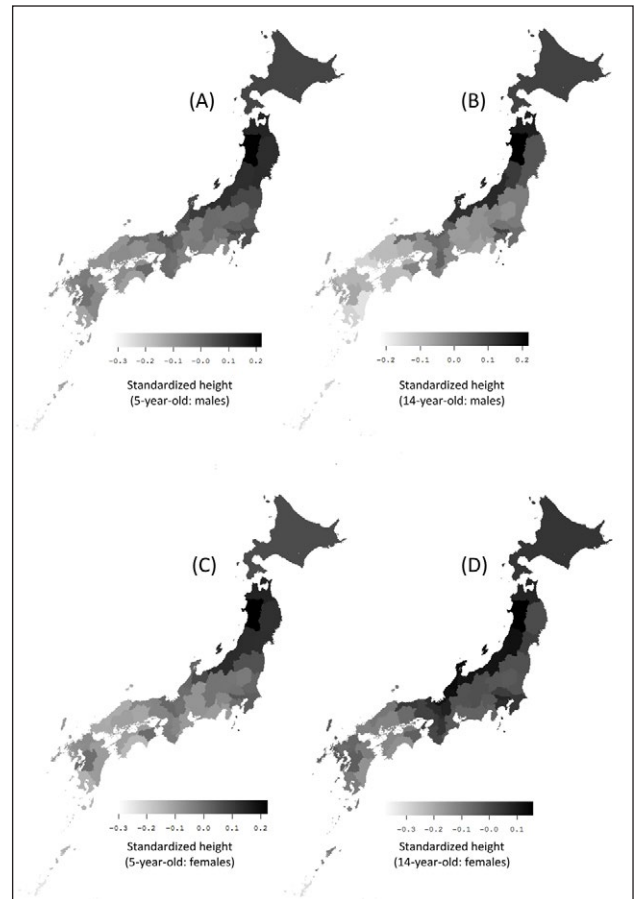 (A)
(B)
-0.3 -0.2 -0.1 0.0 0.1 0.2
Standardized height
(5-year-old: males)
-0.2 -0.1 0.0 0.1 0.2
Standardized height
(14-year-old: males)
(C)
(D)
-0.3 -0.2 -0.1 0.0 0.1 0.2
Standardized height
(5-year-old: females)
-0.3 -0.2 -0.1 0.0 0.1
Standardized height
(14-year-old: females)